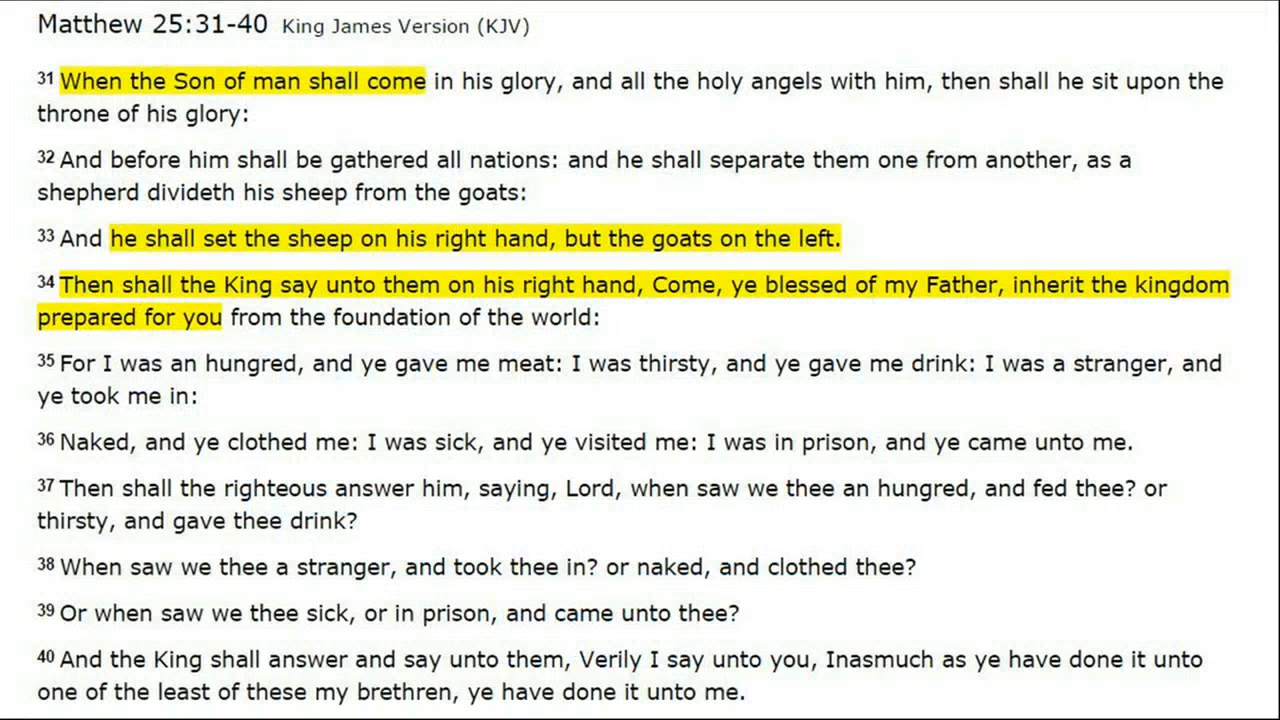 Matthew 25:31-40 King James Version (KJV)
31 When the Son of man shall come in his glory, and all the holy angels with him, then shall he sit upon the
throne of his glory:
32 And before him shall be gathered all nations: and he shall separate them one from another, as a
shepherd divideth his sheep from the goats:
33 And he shall set the sheep on his right hand, but the goats on the left.
34 Then shall the King say unto them on his right hand, Come, ye blessed of my Father, inherit the kingdom
prepared for you from the foundation of the world:
35 For I was an hungred, and ye gave me meat: I was thirsty, and ye gave me drink: I was a stranger, and
ye took me in:
36 Naked, and ye clothed me: I was sick, and ye visited me: I was in prison, and ye came unto me.
37 Then shall the righteous answer him, saying, Lord, when saw we thee an hungred, and fed thee? or
thirsty, and gave thee drink?
38 When saw we thee a stranger, and took thee in? or naked, and clothed thee?
39 Or when saw we thee sick, or in prison, and came unto thee?
40 And the King shall answer and say unto them, Verily I say unto you, Inasmuch as ye have done it unto
one of the least of these my brethren, ye have done it unto me.